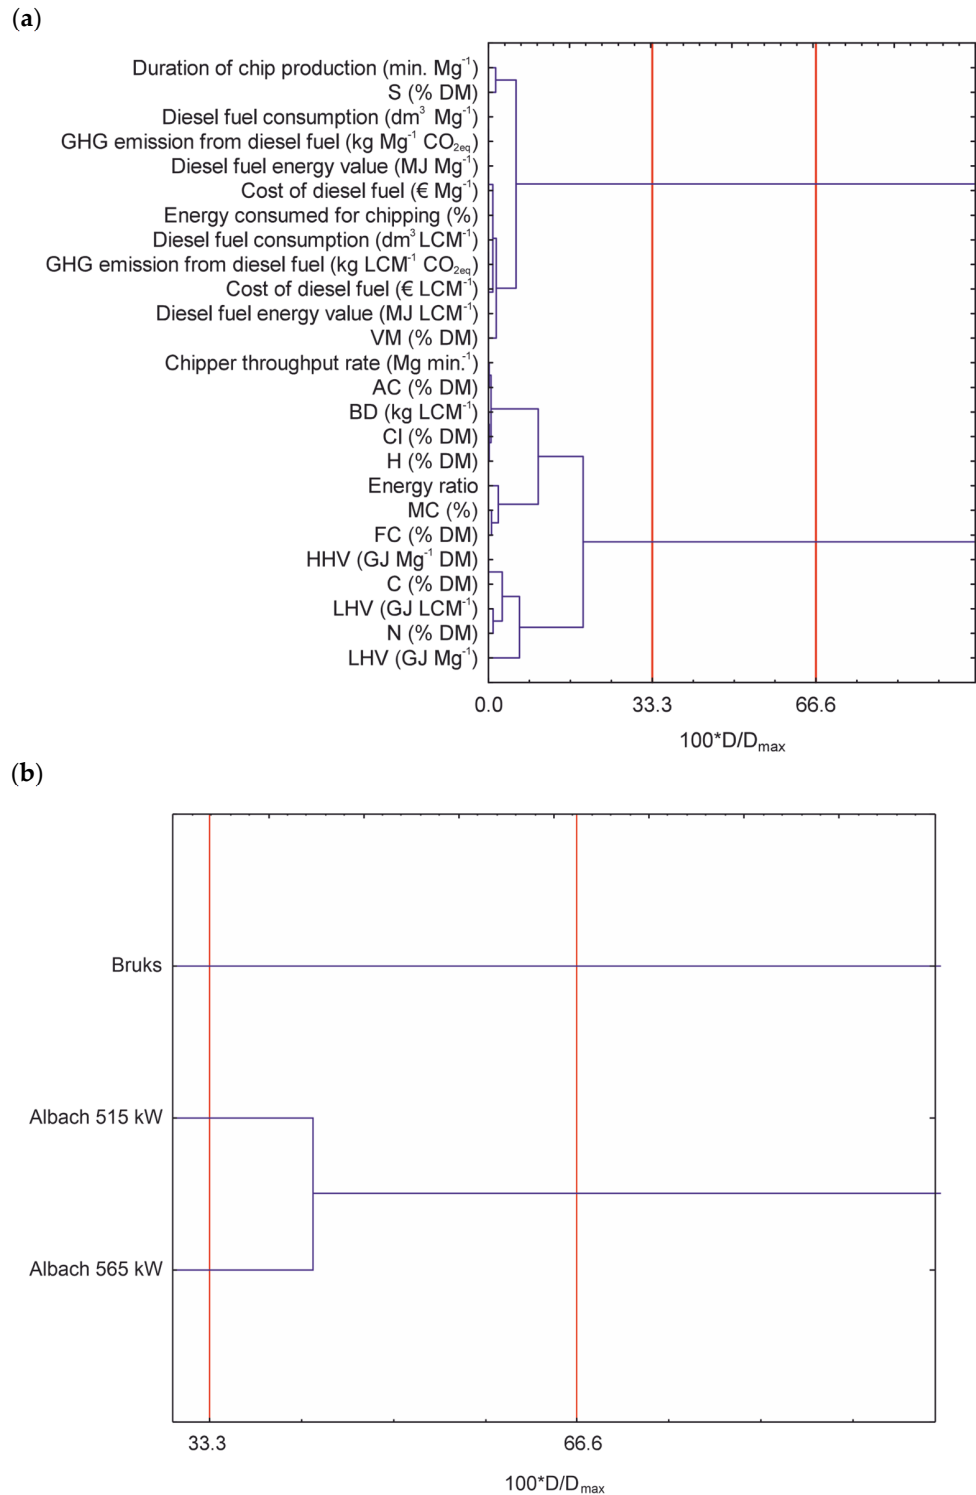 (a)
Duration of chip production (min. Mg⁻¹)
S (% DM)
Diesel fuel consumption (dm³ Mg⁻¹)
GHG emission from diesel fuel (kg Mg⁻¹ CO₂eq)
Diesel fuel energy value (MJ Mg⁻¹)
Cost of diesel fuel (€ Mg⁻¹)
Energy consumed for chipping (%)
Diesel fuel consumption (dm³ LCM⁻¹)
GHG emission from diesel fuel (kg LCM⁻¹ CO₂eq)
Cost of diesel fuel (€ LCM⁻¹)
Diesel fuel energy value (MJ LCM⁻¹)
VM (% DM)
Chipper throughput rate (Mg min.⁻¹)
AC (% DM)
BD (kg LCM⁻¹)
Cl (% DM)
H (% DM)
Energy ratio
MC (%)
FC (% DM)
HHV (GJ Mg⁻¹ DM)
C (% DM)
LHV (GJ LCM⁻¹)
N (% DM)
LHV (GJ Mg⁻¹)
0.0 33.3 66.6
100*D/Dmax
(b)
Bruks
Albach 515 kW
Albach 565 kW
33.3 66.6
100*D/Dmax